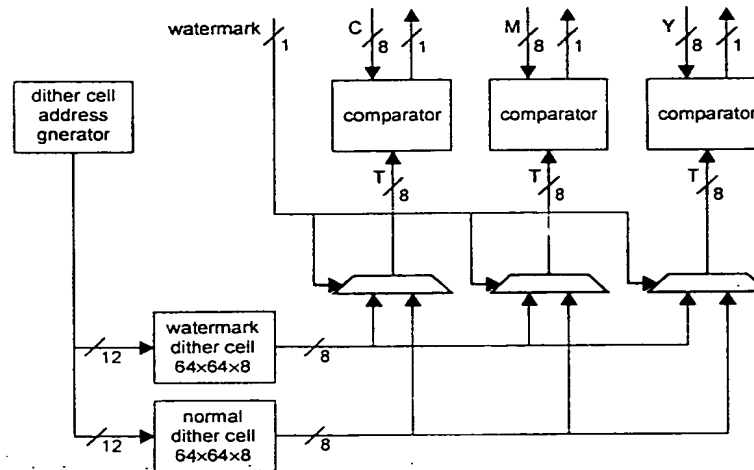 watermark 1 C 8 1 M 8 1 Y 8 1
dither cell
address
gnerator
comparator comparator comparator
T 8 T 8 T 8
watermark
dither cell
64×64×8
12 8
normal
dither cell
64×64×8
12 8